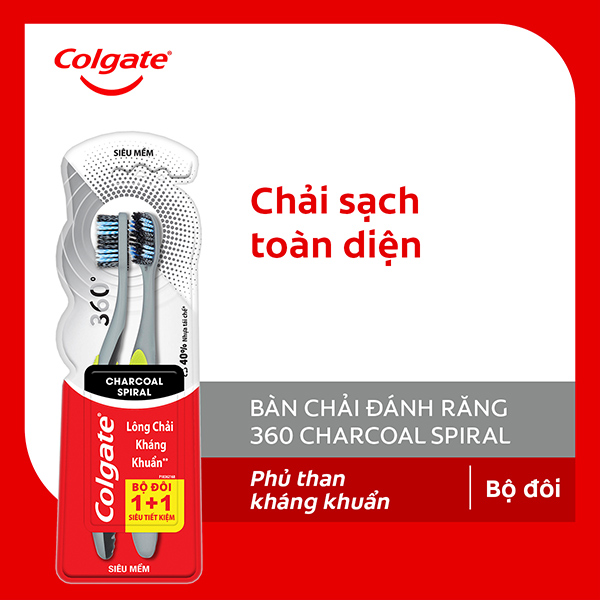 Colgate
SIÊU MỀM
360°
40% Nhựa tái chế*
CHARCOAL
SPIRAL
Colgate
Lông Chải
Kháng
Khuẩn**
BỘ ĐÔI
1+1
SIÊU TIẾT KIỆM
SIÊU MỀM
Chải sạch
toàn diện
BÀN CHẢI ĐÁNH RĂNG
360 CHARCOAL SPIRAL
Phủ than
kháng khuẩn
Bộ đôi